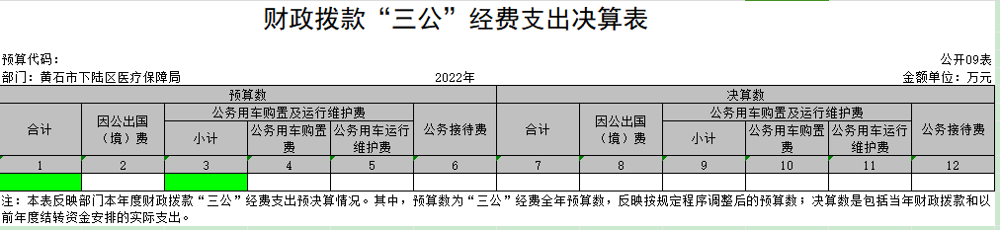 财政拨款“三公”经费支出决算表
预算代码：
公开09表
部门：黄石市下陆区医疗保障局
2022年
金额单位：万元
预算数
决算数
合计
因公出国（境）费
公务用车购置及运行维护费
小计
公务用车购置费
公务用车运行维护费
公务接待费
合计
因公出国（境）费
公务用车购置及运行维护费
小计
公务用车购置费
公务用车运行维护费
公务接待费
1 2 3 4 5 6 7 8 9 10 11 12
注：本表反映部门本年度财政拨款“三公”经费支出预决算情况。其中，预算数为“三公”经费全年预算数，反映按规定程序调整后的预算数；决算数是包括当年财政拨款和以
前年度结转资金安排的实际支出。